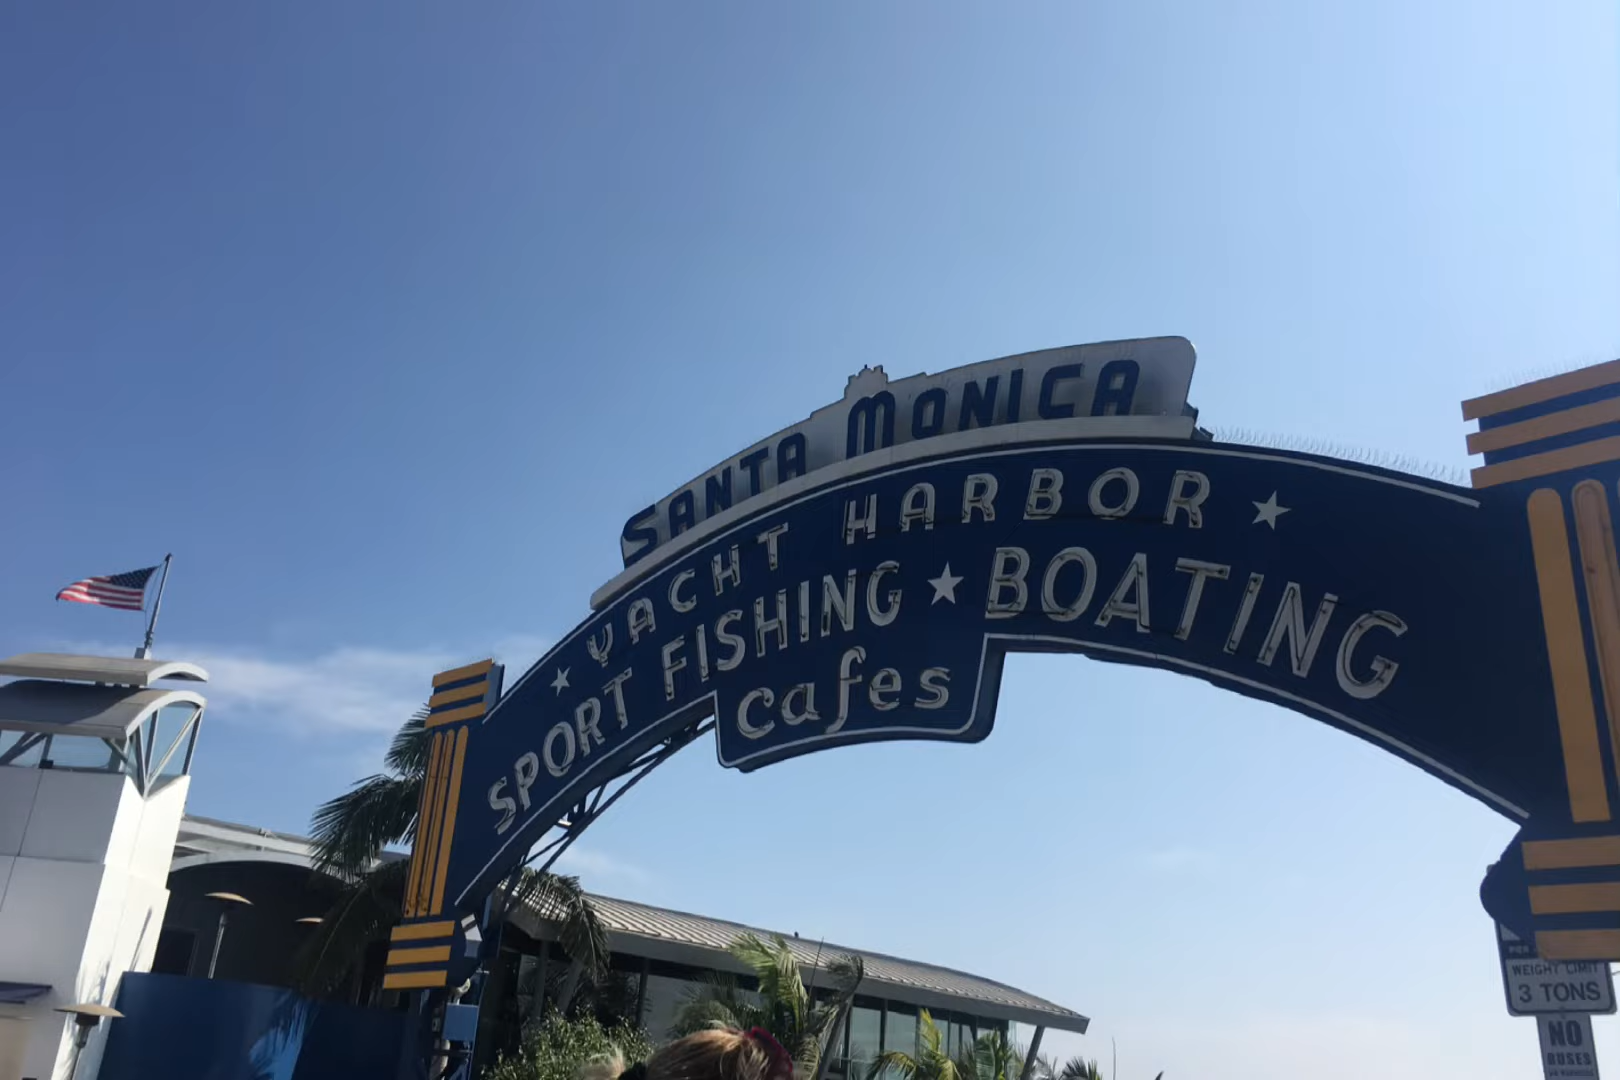 SANTA MONICA
★ YACHT HARBOR ★
SPORT FISHING ★ BOATING
cafes
WEIGHT LIMIT
3 TONS
NO
BUSES